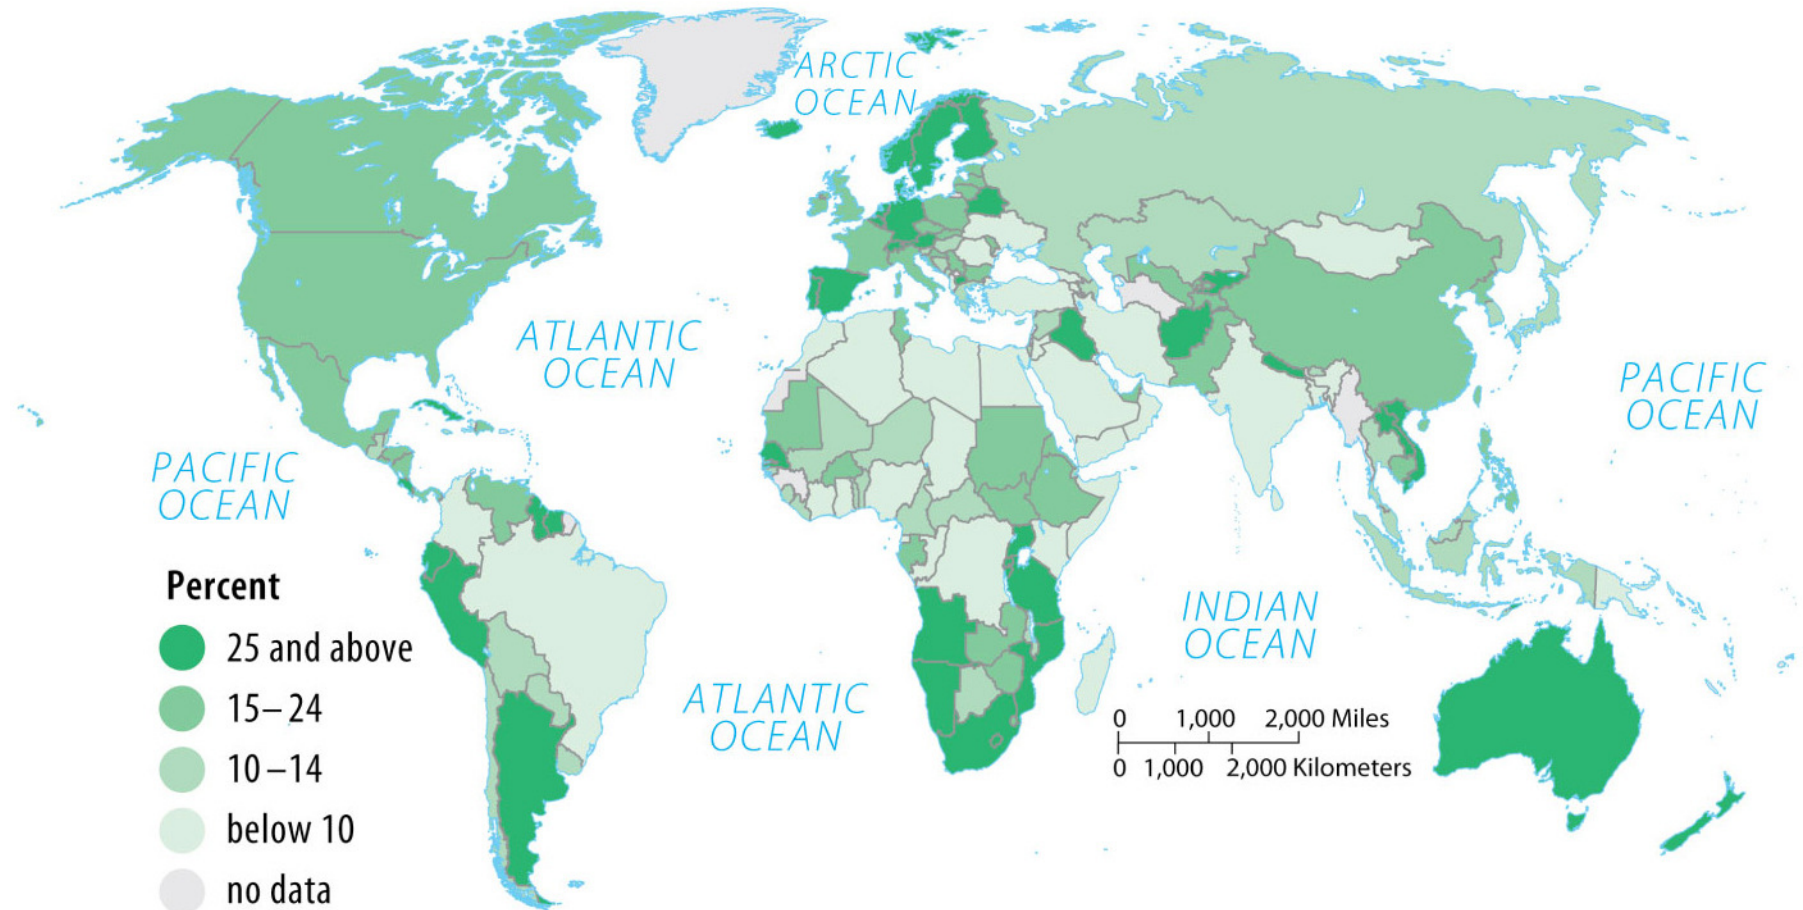 ARCTIC
OCEAN
ATLANTIC
OCEAN
PACIFIC
OCEAN
PACIFIC
OCEAN
INDIAN
OCEAN
ATLANTIC
OCEAN
Percent
25 and above
15–24
10–14
below 10
no data
0 1,000 2,000 Miles
0 1,000 2,000 Kilometers